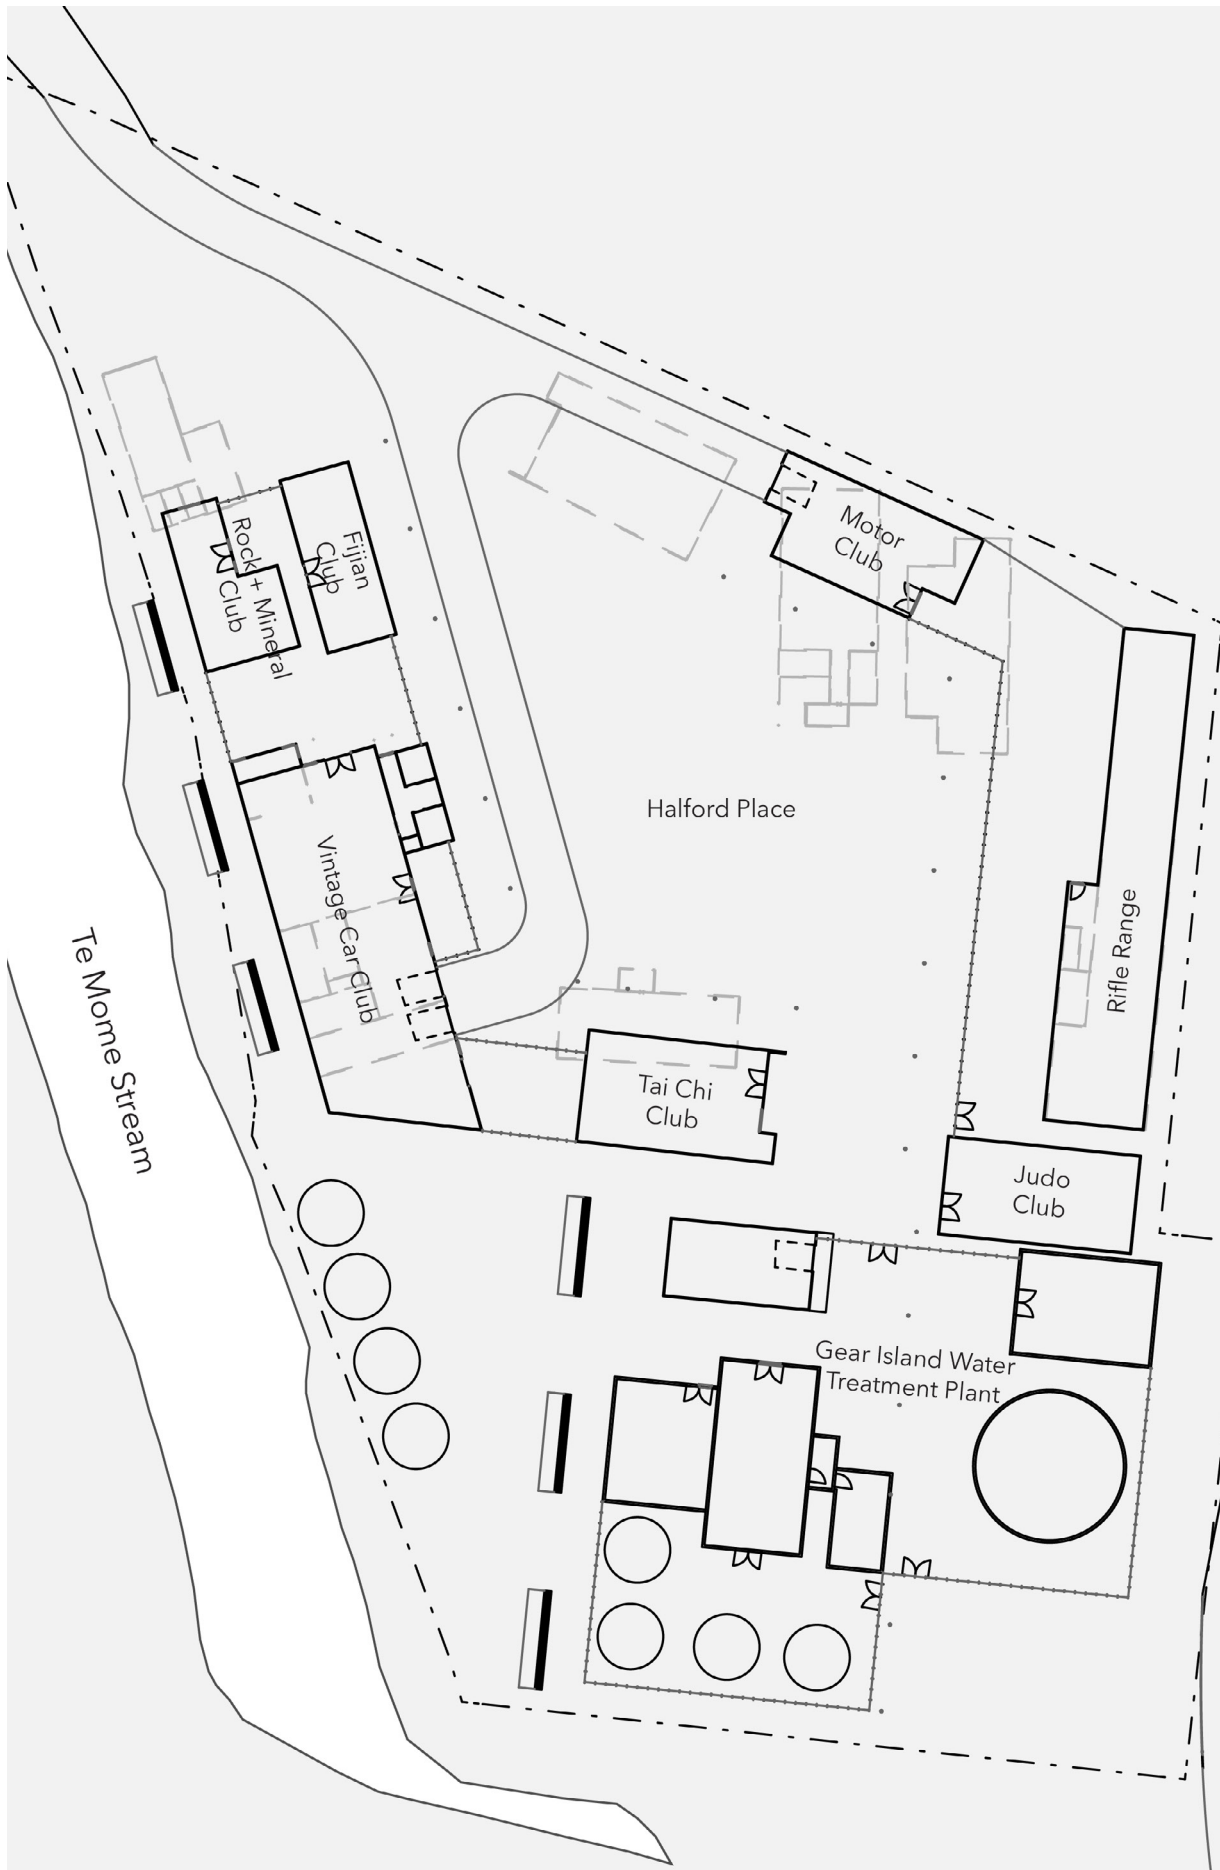 Motor
Club
Fijian
Club
Rock + Mineral
Club
Halford Place
Vintage Car Club
Rifle Range
Te Mome Stream
Tai Chi
Club
Judo
Club
Gear Island Water
Treatment Plant